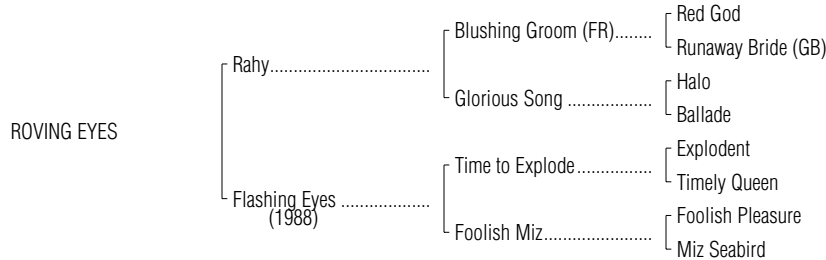 Red God
Blushing Groom (FR)........
Runaway Bride (GB)
Rahy.................................
Halo
Glorious Song ..................
Ballade
ROVING EYES
Explodent
Time to Explode................
Timely Queen
Flashing Eyes ..................
(1988)
Foolish Pleasure
Foolish Miz.......................
Miz Seabird